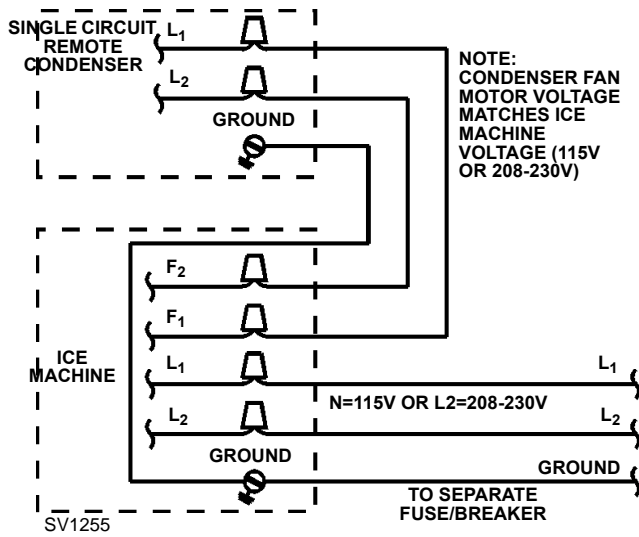 SINGLE CIRCUIT
REMOTE
CONDENSER
L1
L2
GROUND
NOTE:
CONDENSER FAN
MOTOR VOLTAGE
MATCHES ICE
MACHINE
VOLTAGE (115V
OR 208-230V)
F2
F1
ICE
MACHINE
L1
L1
N=115V OR L2=208-230V
L2
L2
GROUND
GROUND
TO SEPARATE
FUSE/BREAKER
SV1255